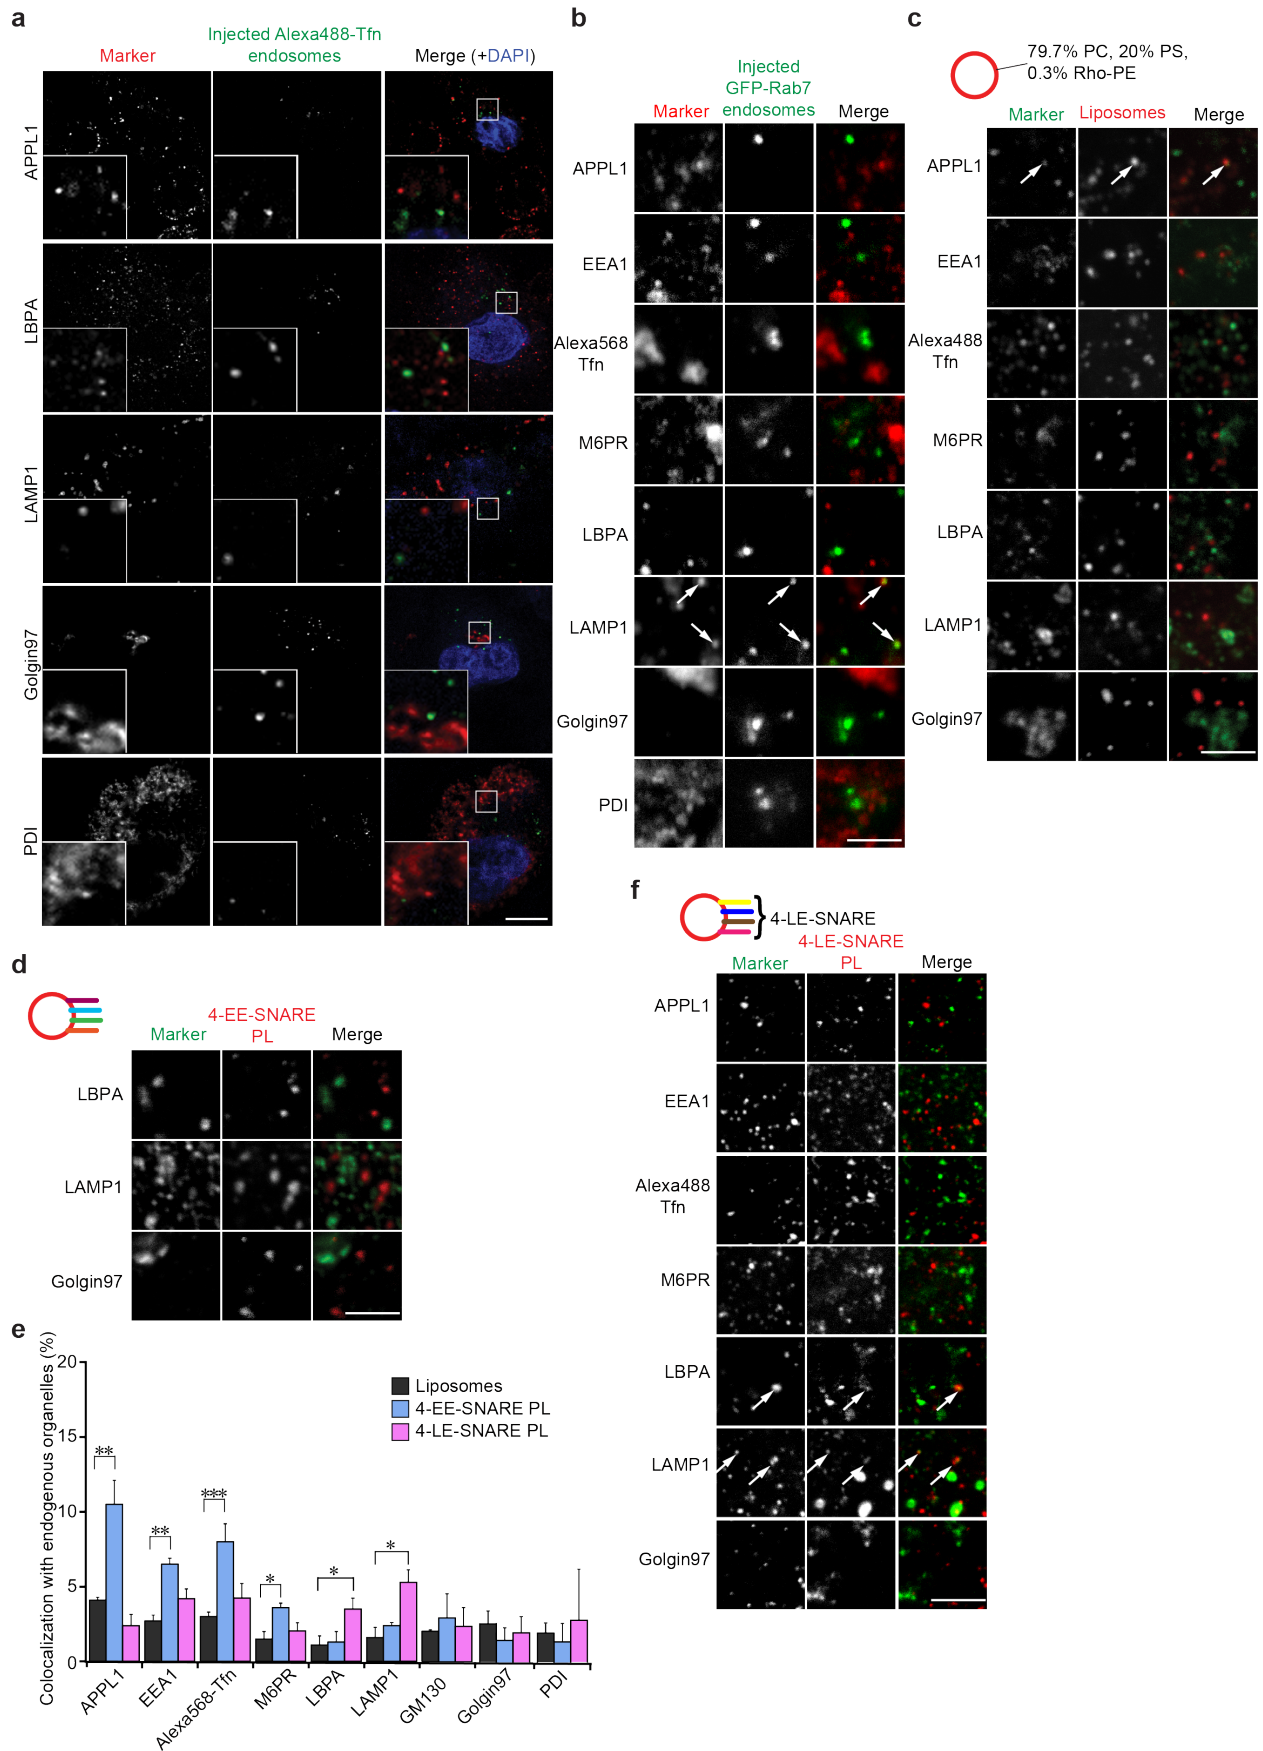 a
Marker
Injected Alexa488-Tfn
endosomes
Merge (+DAPI)
APPL1
LBPA
LAMP1
Golgin97
PDI
b
Marker
Injected
GFP-Rab7
endosomes
Merge
APPL1
EEA1
Alexa568
Tfn
M6PR
LBPA
LAMP1
Golgin97
PDI
c
79.7% PC, 20% PS,
0.3% Rho-PE
Marker
Liposomes
Merge
APPL1
EEA1
Alexa488
Tfn
M6PR
LBPA
LAMP1
Golgin97
d
Marker
4-EE-SNARE
PL
Merge
LBPA
LAMP1
Golgin97
e
Colocalization with endogenous organelles (%)
20
15
10
5
0
Liposomes
4-EE-SNARE PL
4-LE-SNARE PL
**
**
***
*
*
*
APPL1
EEA1
Alexa568-Tfn
M6PR
LBPA
LAMP1
GM130
Golgin97
PDI
f
4-LE-SNARE
Marker
4-LE-SNARE
PL
Merge
APPL1
EEA1
Alexa488
Tfn
M6PR
LBPA
LAMP1
Golgin97